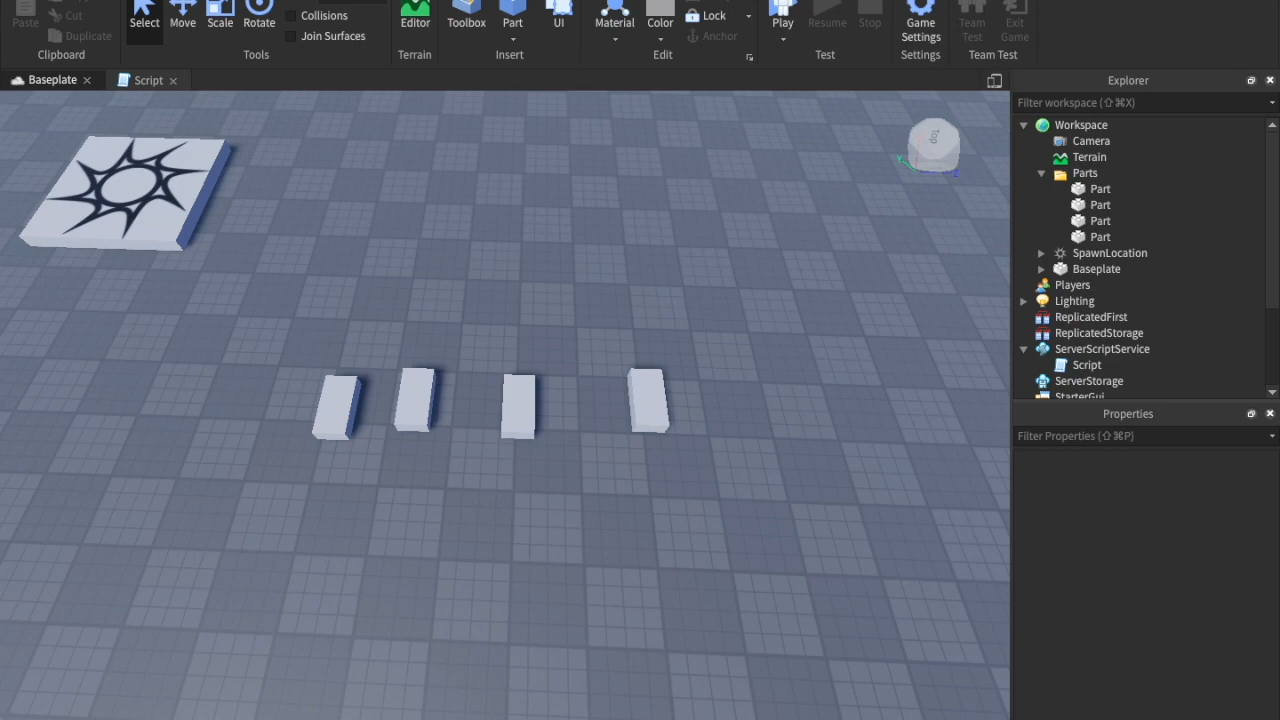 Paste
Cut
Duplicate
Clipboard
Select
Move
Scale
Rotate
Collisions
Join Surfaces
Tools
Editor
Terrain
Toolbox
Part
UI
Insert
Material
Color
Lock
Anchor
Edit
Play
Resume
Stop
Test
Game
Settings
Settings
Team
Test
Exit
Game
Team Test
Baseplate
Script
Top
Y
Z
Explorer
Filter workspace (⇧⌘X)
Workspace
Camera
Terrain
Parts
Part
Part
Part
Part
SpawnLocation
Baseplate
Players
Lighting
ReplicatedFirst
ReplicatedStorage
ServerScriptService
Script
ServerStorage
StarterGui
Properties
Filter Properties (⇧⌘P)